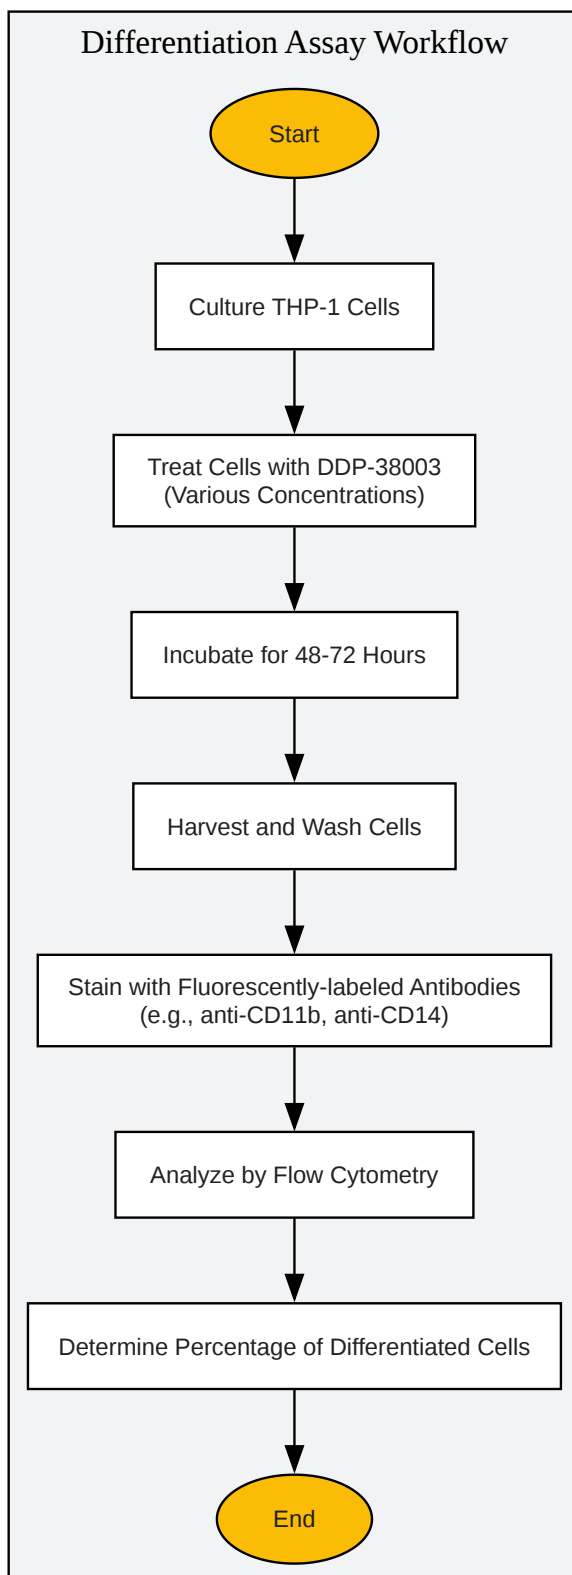 Differentiation Assay Workflow
Start
Culture THP-1 Cells
Treat Cells with DDP-38003
(Various Concentrations)
Incubate for 48-72 Hours
Harvest and Wash Cells
Stain with Fluorescently-labeled Antibodies
(e.g., anti-CD11b, anti-CD14)
Analyze by Flow Cytometry
Determine Percentage of Differentiated Cells
End